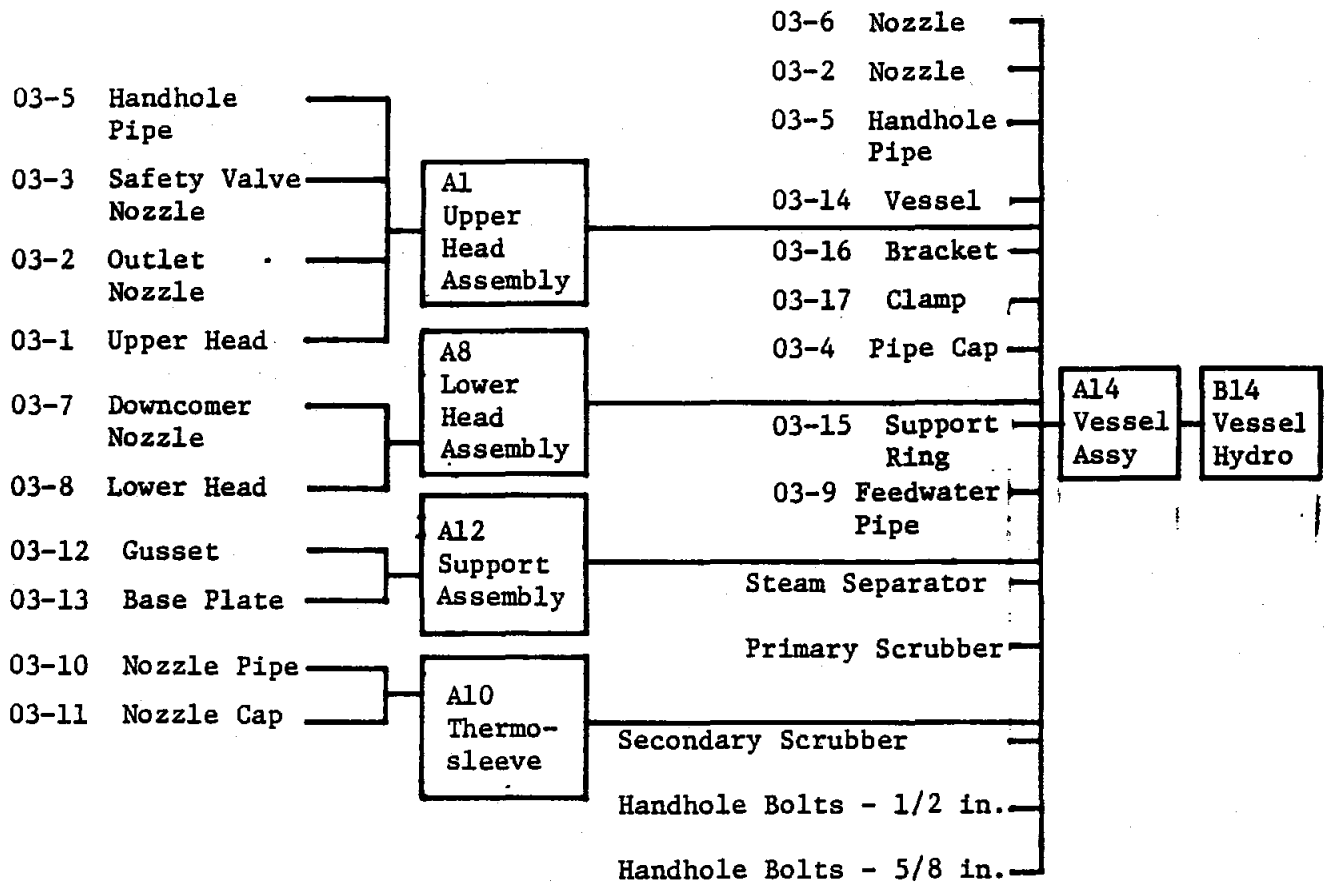 03-5 Handhole
Pipe
03-3 Safety Valve
Nozzle
03-2 Outlet
Nozzle
03-1 Upper Head
03-7 Downcomer
Nozzle
03-8 Lower Head
03-12 Gusset
03-13 Base Plate
03-10 Nozzle Pipe
03-11 Nozzle Cap
A1
Upper
Head
Assembly
A8
Lower
Head
Assembly
A12
Support
Assembly
A10
Thermo-
sleeve
03-6 Nozzle
03-2 Nozzle
03-5 Handhole
Pipe
03-14 Vessel
03-16 Bracket
03-17 Clamp
03-4 Pipe Cap
03-15 Support
Ring
03-9 Feedwater
Pipe
Steam Separator
Primary Scrubber
Secondary Scrubber
Handhole Bolts - 1/2 in.
Handhole Bolts - 5/8 in.
A14
Vessel
Assy
B14
Vessel
Hydro